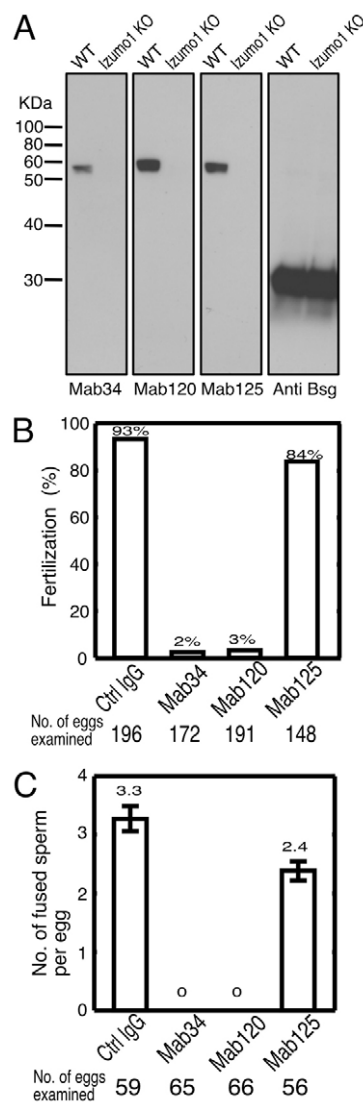 A
WT Izumo1 KO WT Izumo1 KO WT Izumo1 KO WT Izumo1 KO
KDa
100
80
60
50
40
30
Mab34 Mab120 Mab125 Anti Bsg
B
Fertilization (%)
100
80
60
40
20
0
93%
2%
3%
84%
Ctrl IgG Mab34 Mab120 Mab125
No. of eggs
examined 196 172 191 148
C
No. of fused sperm
per egg
4
3
2
1
0
3.3
0
0
2.4
Ctrl IgG Mab34 Mab120 Mab125
No. of eggs
examined 59 65 66 56